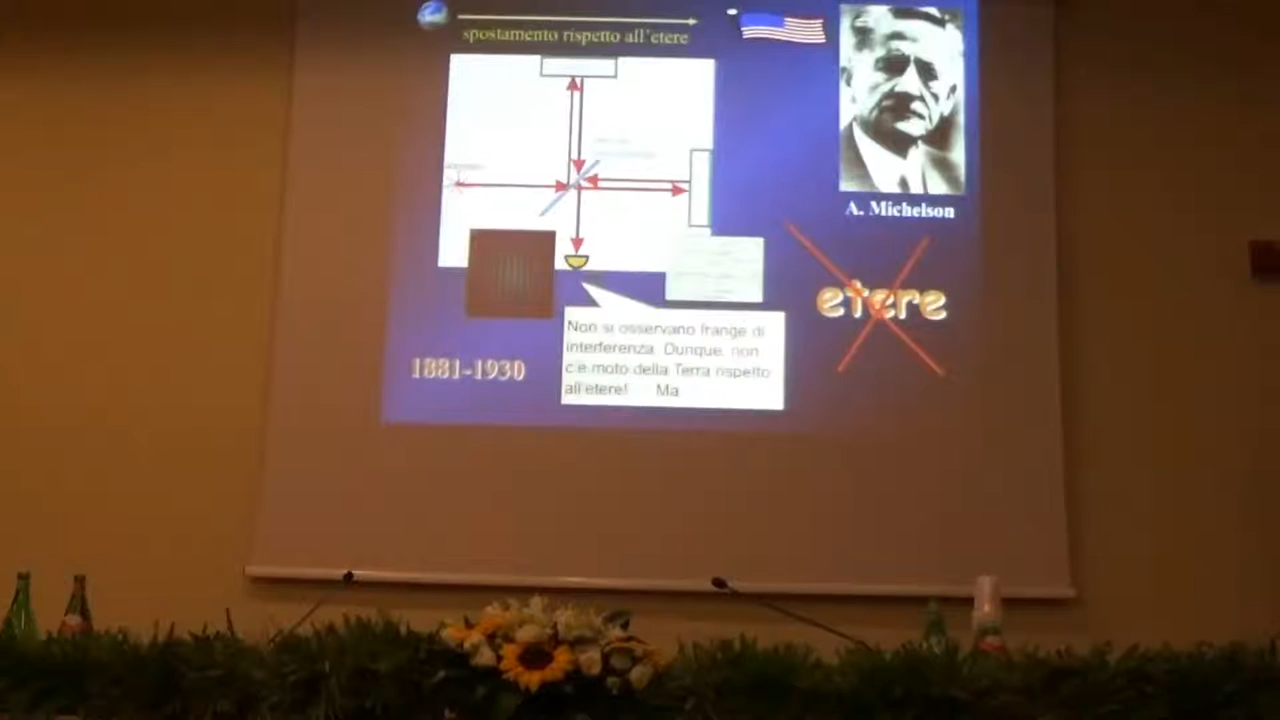 spostamento rispetto all'etere
A. Michelson
etere
Non si osservano frange di
interferenza. Dunque, non
c'è moto della Terra rispetto
all'etere! Ma
1881-1930